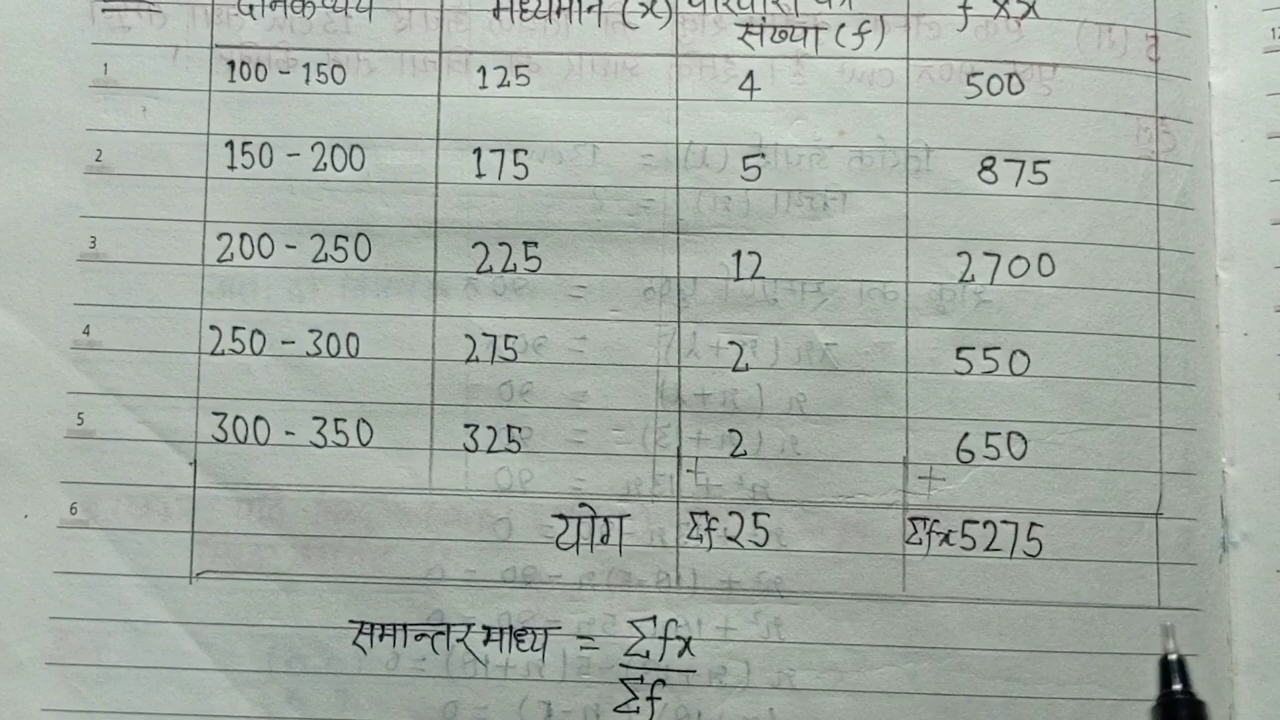 दैनिक व्यय मध्यमान (x) परिवारों की f×x
संख्या (f)
1 100 - 150 125 4 500
2 150 - 200 175 5 875
3 200 - 250 225 12 2700
4 250 - 300 275 2 550
5 300 - 350 325 2 650
+ +
6 योग Σf 25 Σfx 5275
समान्तर माध्य = Σfx
Σf